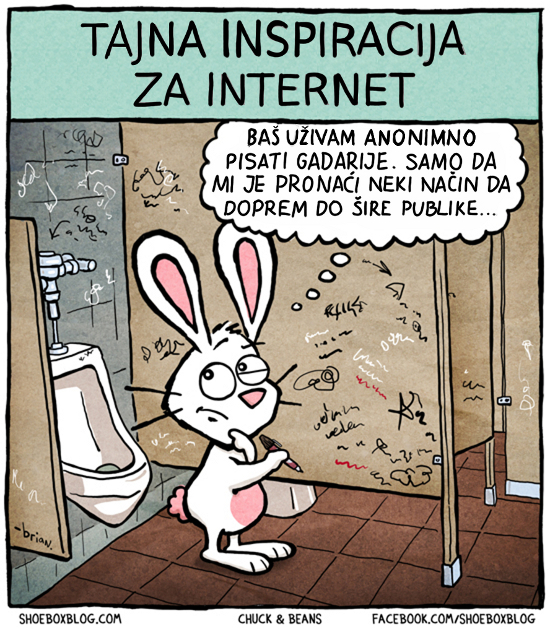 TAJNA INSPIRACIJA
ZA INTERNET
BAŠ UŽIVAM ANONIMNO
PISATI GADARIJE. SAMO DA
MI JE PRONAĆI NEKI NAČIN DA
DOPREM DO ŠIRE PUBLIKE...
-brian.
SHOEBOXBLOG.COM CHUCK & BEANS FACEBOOK.COM/SHOEBOXBLOG